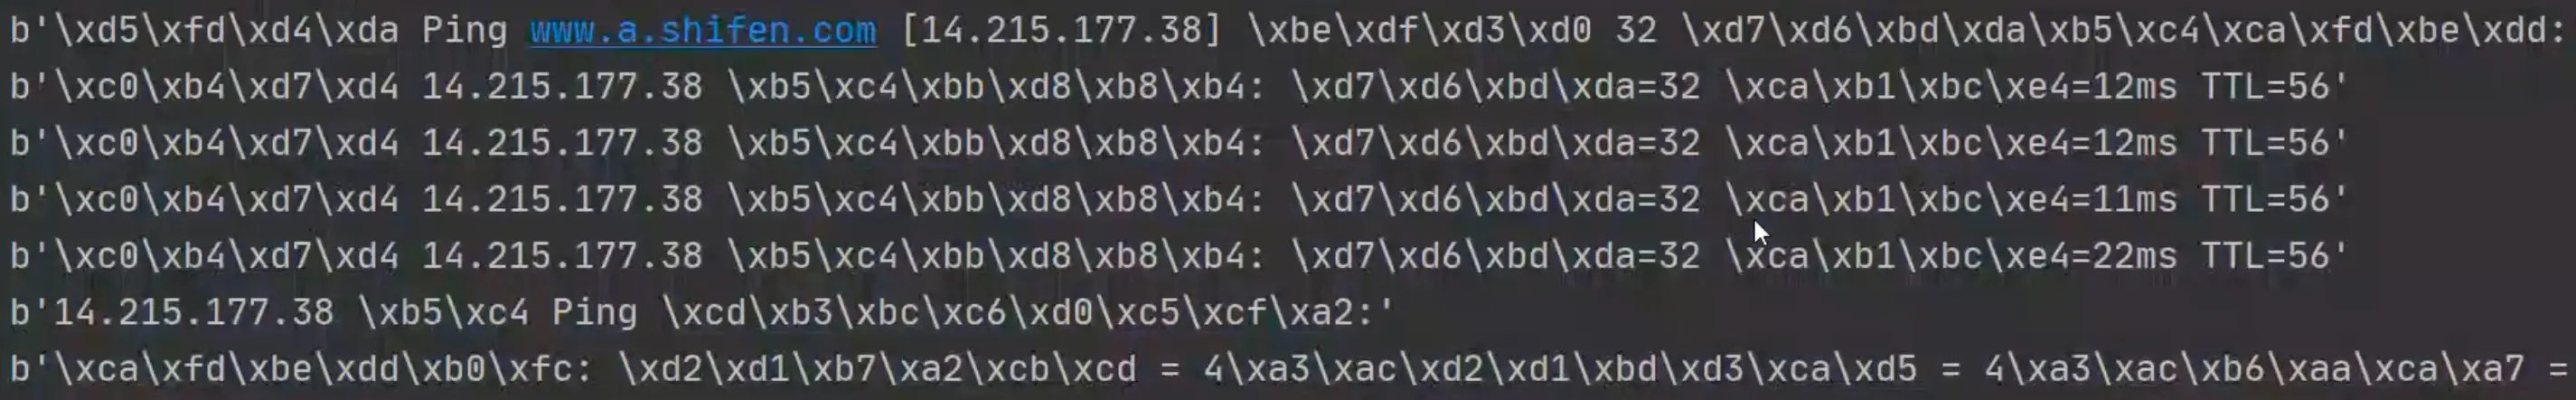 b'\xd5\xfd\xd4\xda Ping www.a.shifen.com [14.215.177.38] \xbe\xdf\xd3\xd0 32 \xd7\xd6\xbd\xda\xb5\xc4\xca\xfd\xbe\xdd:
b'\xc0\xb4\xd7\xd4 14.215.177.38 \xb5\xc4\xbb\xd8\xb8\xb4: \xd7\xd6\xbd\xda=32 \xca\xb1\xbc\xe4=12ms TTL=56'
b'\xc0\xb4\xd7\xd4 14.215.177.38 \xb5\xc4\xbb\xd8\xb8\xb4: \xd7\xd6\xbd\xda=32 \xca\xb1\xbc\xe4=12ms TTL=56'
b'\xc0\xb4\xd7\xd4 14.215.177.38 \xb5\xc4\xbb\xd8\xb8\xb4: \xd7\xd6\xbd\xda=32 \xca\xb1\xbc\xe4=11ms TTL=56'
b'\xc0\xb4\xd7\xd4 14.215.177.38 \xb5\xc4\xbb\xd8\xb8\xb4: \xd7\xd6\xbd\xda=32 \xca\xb1\xbc\xe4=22ms TTL=56'
b'14.215.177.38 \xb5\xc4 Ping \xcd\xb3\xbc\xc6\xd0\xc5\xcf\xa2:'
b'\xca\xfd\xbe\xdd\xb0\xfc: \xd2\xd1\xb7\xa2\xcb\xcd = 4\xa3\xac\xd2\xd1\xbd\xd3\xca\xd5 = 4\xa3\xac\xb6\xaa\xca\xa7 =